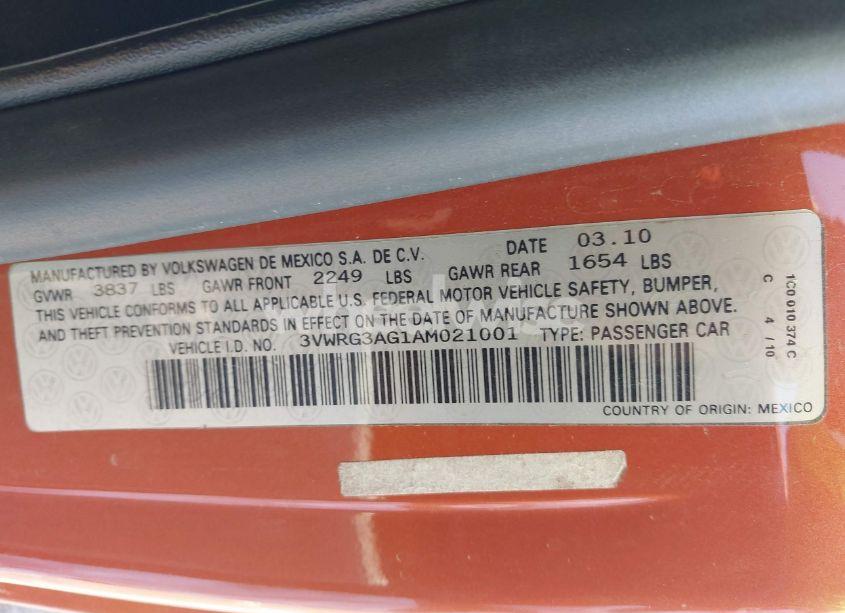 MANUFACTURED BY VOLKSWAGEN DE MEXICO S.A. DE C.V. DATE 03.10
GVWR 3837 LBS GAWR FRONT 2249 LBS GAWR REAR 1654 LBS
THIS VEHICLE CONFORMS TO ALL APPLICABLE U.S. FEDERAL MOTOR VEHICLE SAFETY, BUMPER,
AND THEFT PREVENTION STANDARDS IN EFFECT ON THE DATE OF MANUFACTURE SHOWN ABOVE.
VEHICLE I.D. NO. 3VWRG3AG1AM021001 TYPE: PASSENGER CAR
COUNTRY OF ORIGIN: MEXICO
1C0 010 374 C
C 4 / 10